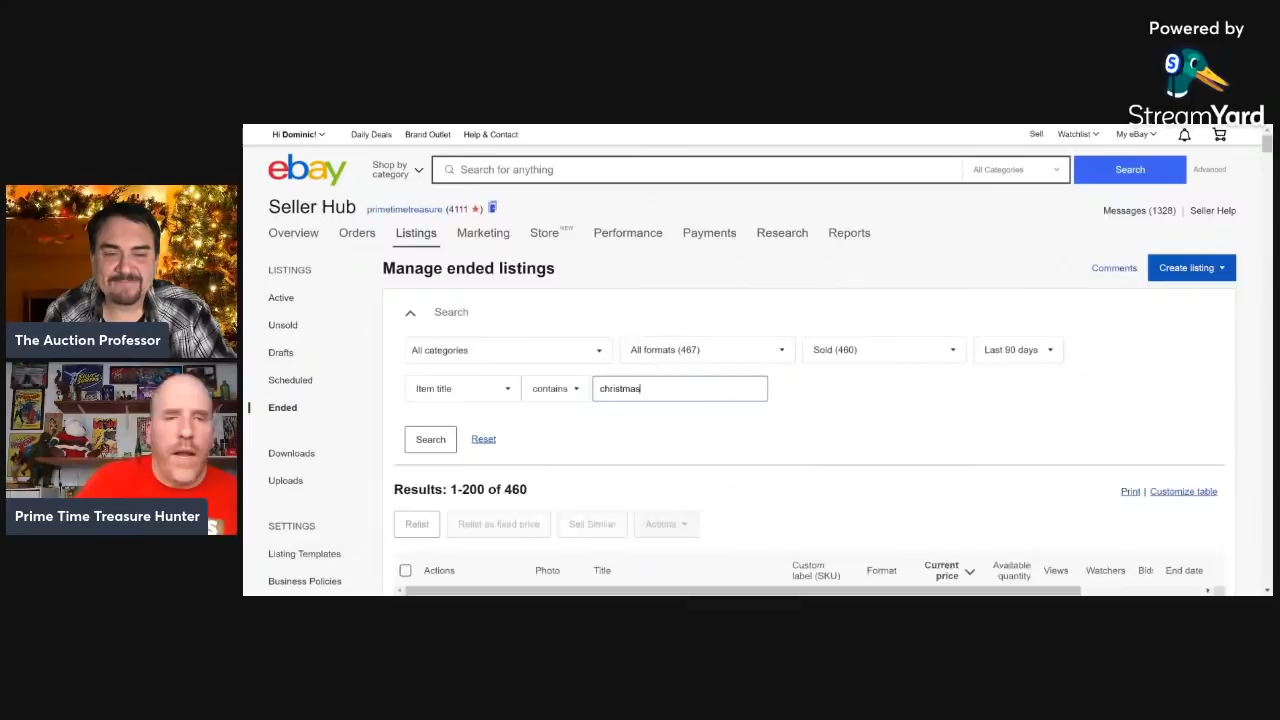 Powered by
StreamYard
Hi Dominic!
Daily Deals
Brand Outlet
Help & Contact
Sell
Watchlist
My eBay
ebay
Shop by
category
Search for anything
All Categories
Search
Advanced
Seller Hub
primetimetreasure (4111 ★)
Messages (1328) | Seller Help
Overview
Orders
Listings
Marketing
Store NEW
Performance
Payments
Research
Reports
LISTINGS
Active
Unsold
Drafts
Scheduled
Ended
Downloads
Uploads
SETTINGS
Listing Templates
Business Policies
Manage ended listings
Comments
Create listing
Search
All categories
All formats (467)
Sold (460)
Last 90 days
Item title
contains
christmas
Search
Reset
Results: 1-200 of 460
Print | Customize table
Relist
Relist as fixed price
Sell Similar
Actions
Actions
Photo
Title
Custom
label (SKU)
Format
Current
price
Available
quantity
Views
Watchers
Bid
End date
The Auction Professor
Prime Time Treasure Hunter